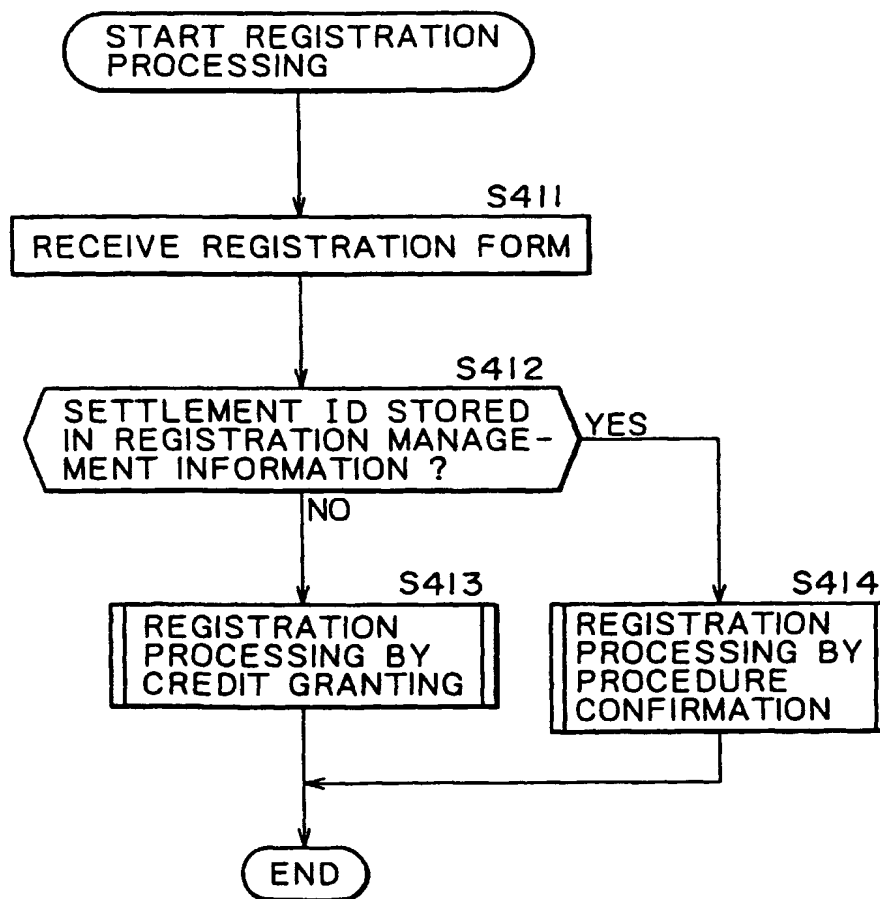 START REGISTRATION
PROCESSING
S411
RECEIVE REGISTRATION FORM
S412
SETTLEMENT ID STORED
IN REGISTRATION MANAGE-
MENT INFORMATION ?
YES
NO
S413
REGISTRATION
PROCESSING BY
CREDIT GRANTING
S414
REGISTRATION
PROCESSING BY
PROCEDURE
CONFIRMATION
END